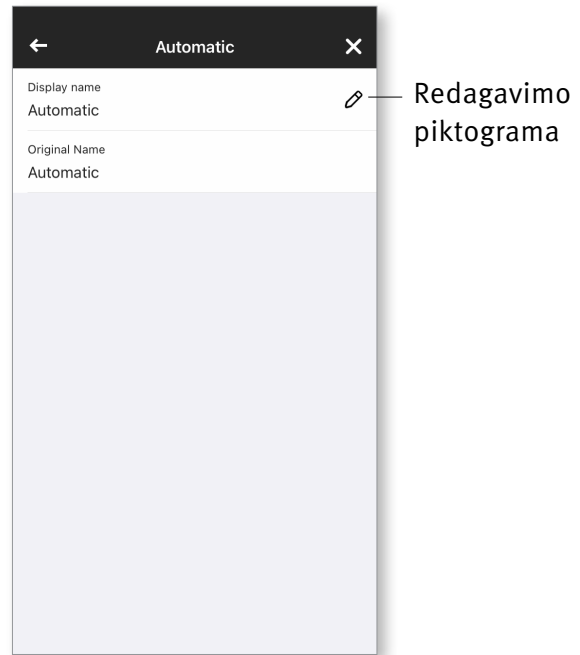 Automatic
Display name
Automatic
Original Name
Automatic
Redagavimo
piktograma